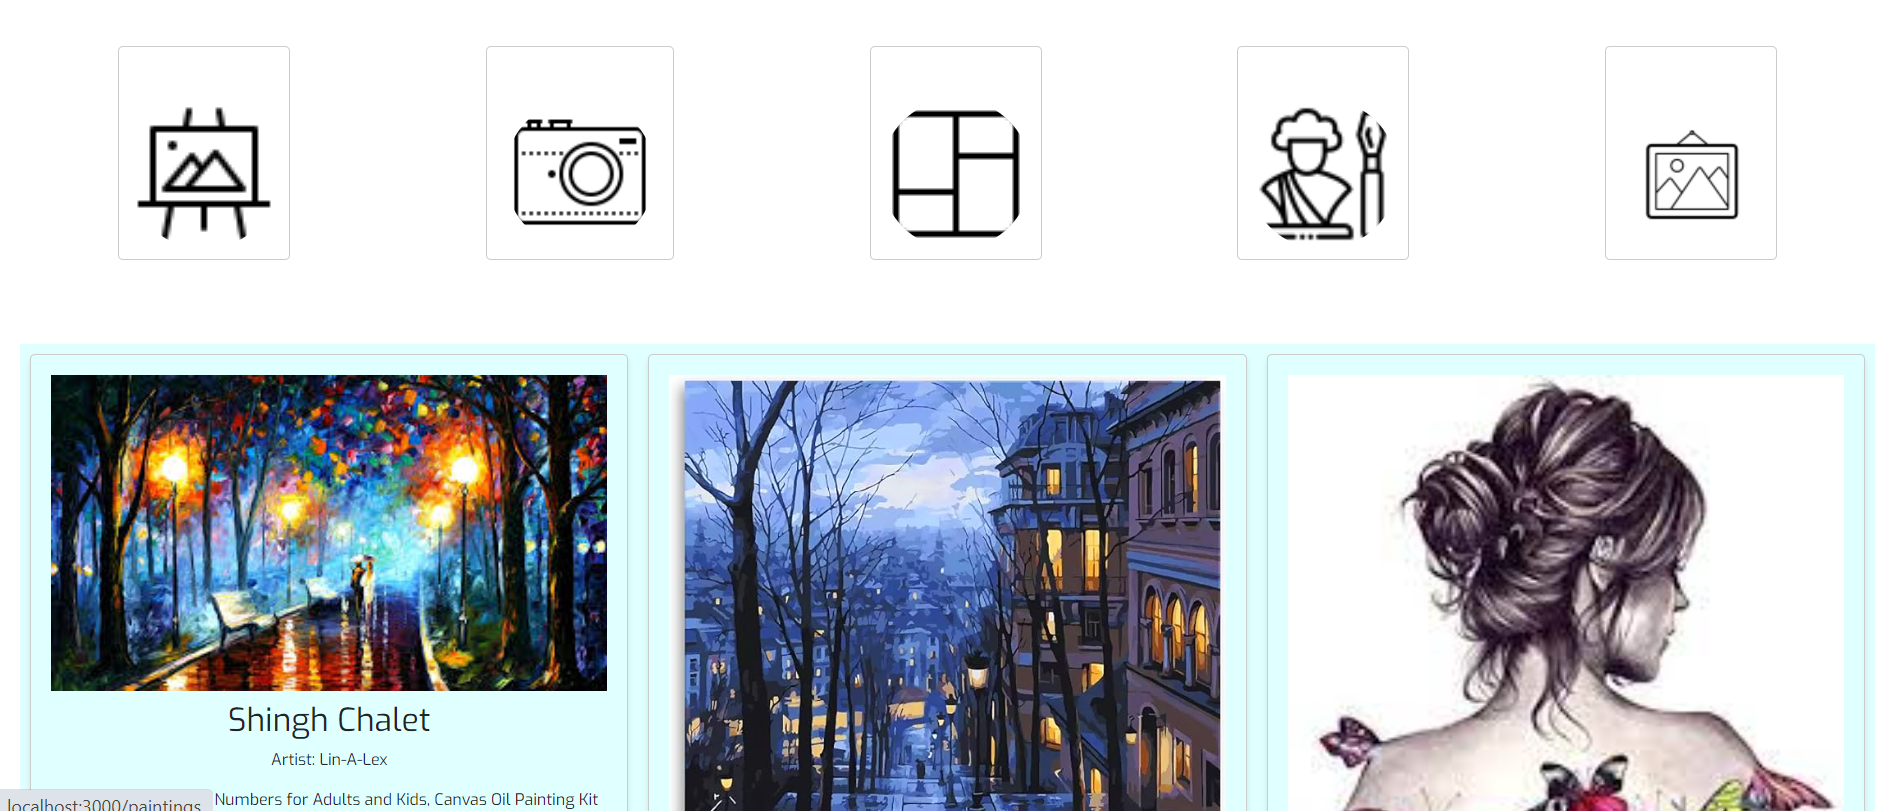 Shingh Chalet
Artist: Lin-A-Lex
Numbers for Adults and Kids, Canvas Oil Painting Kit
localhost:3000/paintings